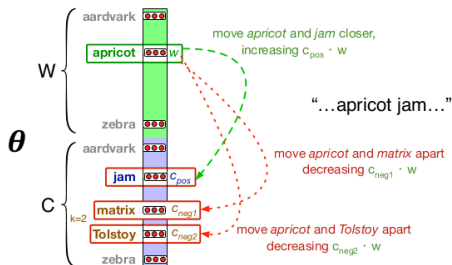 aardvark
move apricot and jam closer,
increasing c_pos · w
apricot w
W
"...apricot jam..."
zebra
θ
aardvark
move apricot and matrix apart
decreasing c_neg1 · w
jam c_pos
C
matrix c_neg1
k=2
Tolstoy c_neg2
move apricot and Tolstoy apart
decreasing c_neg2 · w
zebra